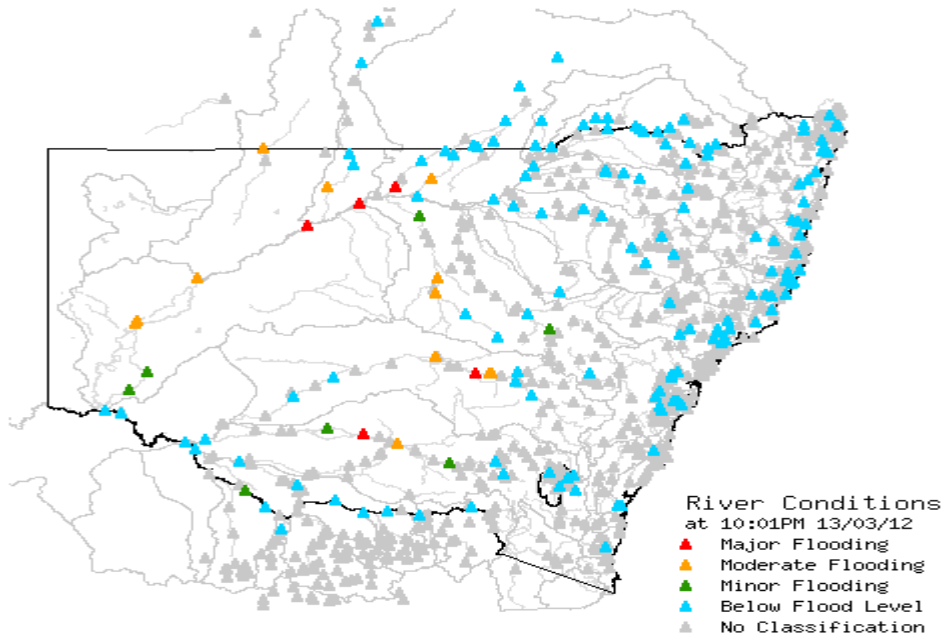 River Conditions
at 10:01PM 13/03/12
Major Flooding
Moderate Flooding
Minor Flooding
Below Flood Level
No Classification